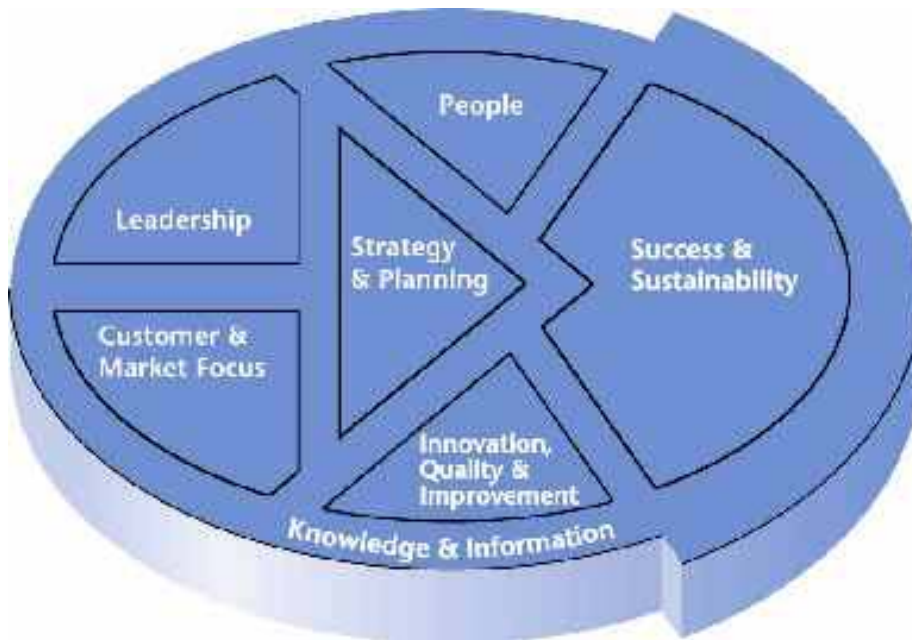 People
Leadership
Strategy
& Planning
Success &
Sustainability
Customer &
Market Focus
Innovation,
Quality &
Improvement
Knowledge & Information